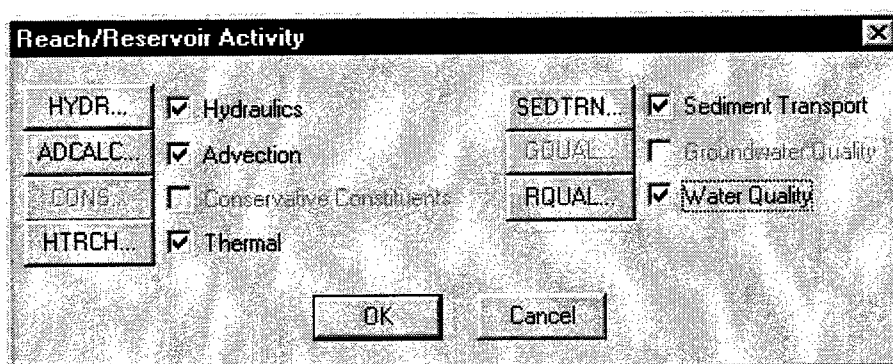 Reach/Reservoir Activity
HYDR... Hydraulics
ADCALC... Advection
CONS... Conservative Constituents
HTRCH... Thermal
SEDTRN... Sediment Transport
GQUAL... Groundwater Quality
RQUAL... Water Quality
OK
Cancel